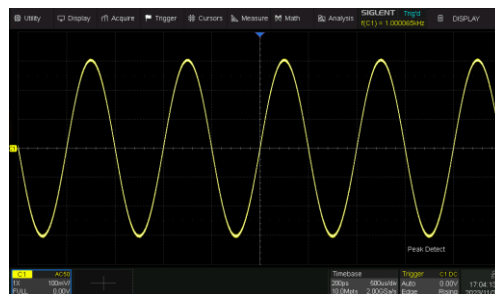 Utility Display Acquire Trigger Cursors Measure Math Analysis SIGLENT Trig'd DISPLAY
f(C1) = 1.000065kHz
C1
Peak Detect
C1 AC50 Timebase Trigger C1 DC
1X 100mV/ 200ps 500us/div Auto 0.00V 17:04:13
FULL 0.00V 10.0Mpts 2.00GSa/s Edge Rising